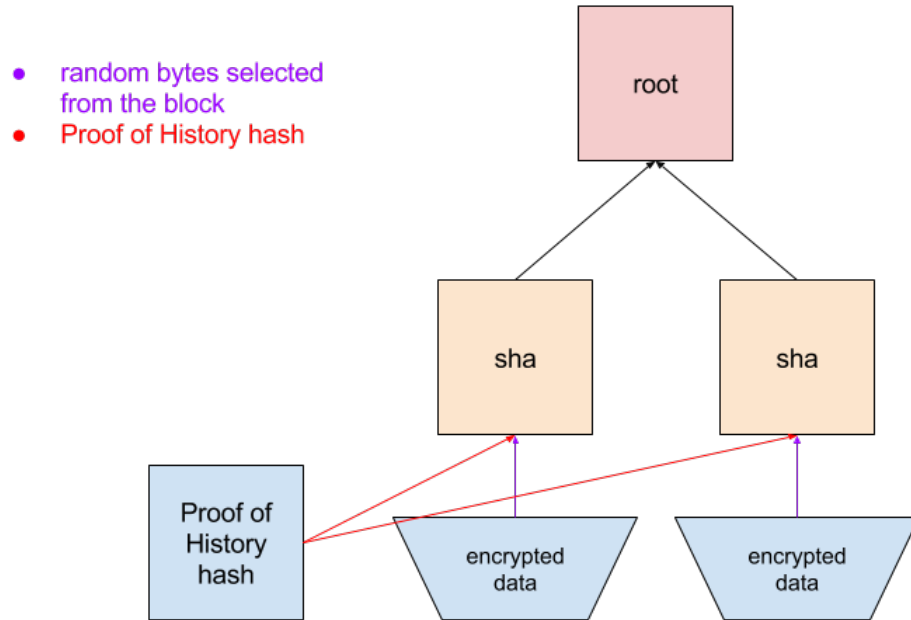 random bytes selected
from the block
Proof of History hash
root
sha
sha
Proof of
History
hash
encrypted
data
encrypted
data